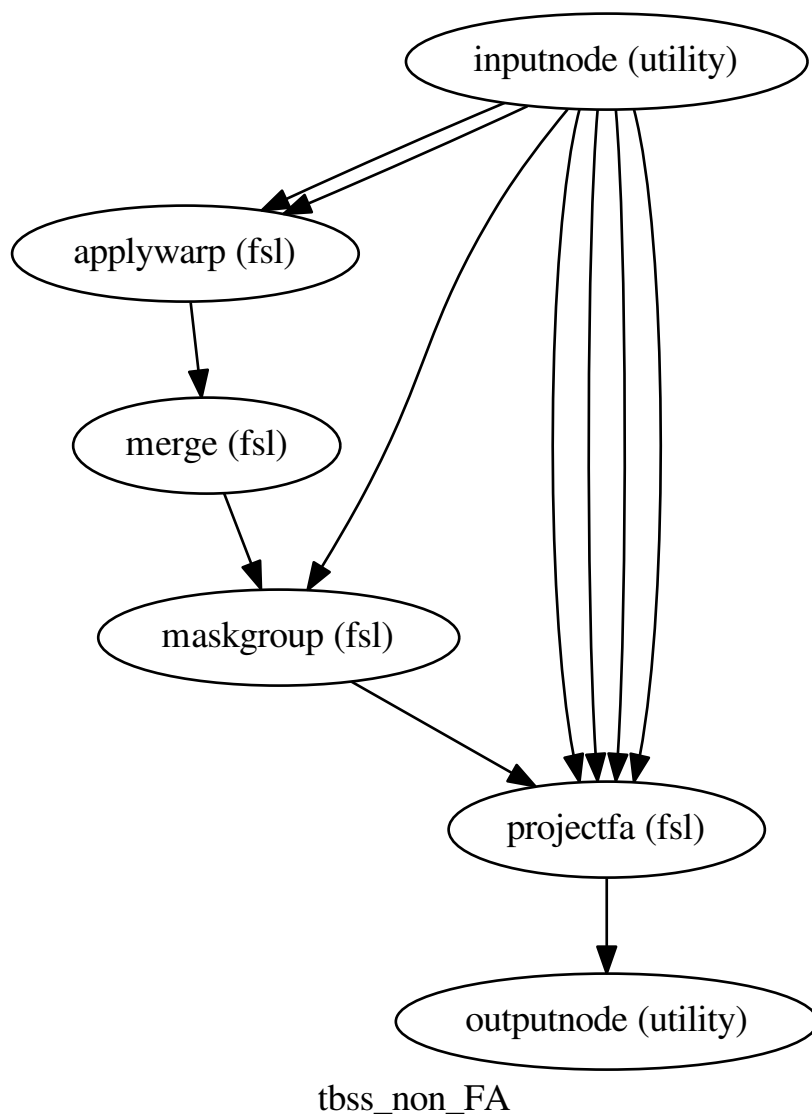 inputnode (utility)
applywarp (fsl)
merge (fsl)
maskgroup (fsl)
projectfa (fsl)
outputnode (utility)
tbss_non_FA